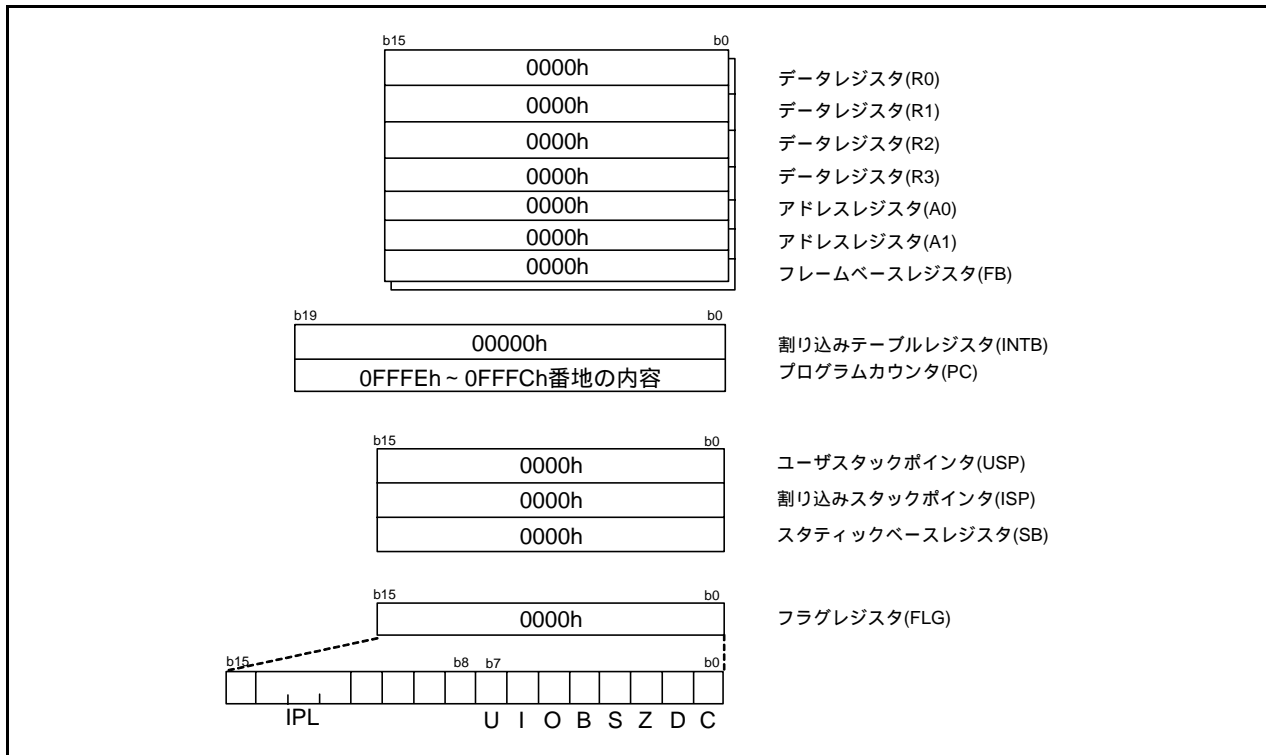 b15 b0
0000h データレジスタ(R0)
0000h データレジスタ(R1)
0000h データレジスタ(R2)
0000h データレジスタ(R3)
0000h アドレスレジスタ(A0)
0000h アドレスレジスタ(A1)
0000h フレームベースレジスタ(FB)
b19 b0
00000h 割り込みテーブルレジスタ(INTB)
0FFFEh ~ 0FFFCh番地の内容 プログラムカウンタ(PC)
b15 b0
0000h ユーザスタックポインタ(USP)
0000h 割り込みスタックポインタ(ISP)
0000h スタティックベースレジスタ(SB)
b15 b0
0000h フラグレジスタ(FLG)
b15 b8 b7 b0
IPL U I O B S Z D C